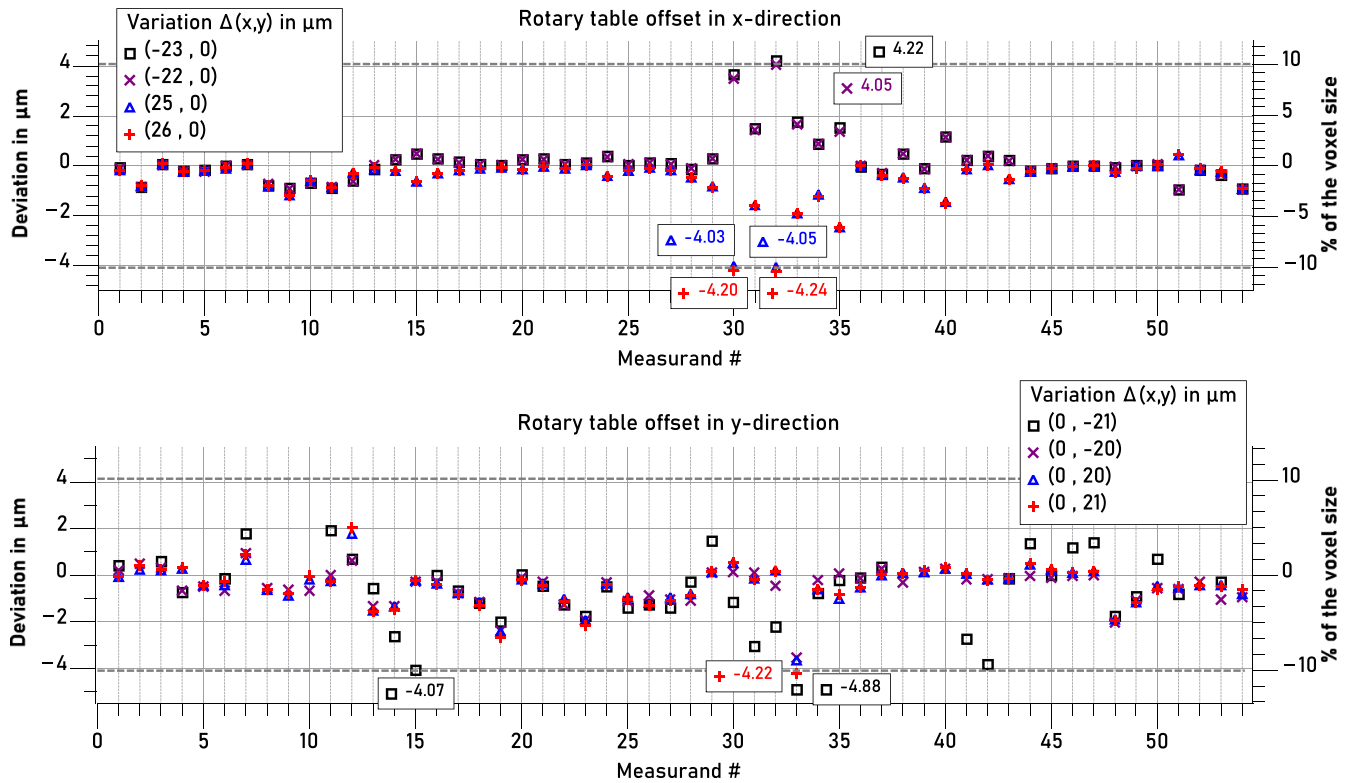 Rotary table offset in x-direction
Variation Δ(x,y) in µm
(-23 , 0)
(-22 , 0)
(25 , 0)
(26 , 0)
4.22
4.05
-4.03
-4.05
-4.20
-4.24
Deviation in µm
4
2
0
−2
−4
% of the voxel size
10
5
0
−5
−10
0 5 10 15 20 25 30 35 40 45 50
Measurand #
Rotary table offset in y-direction
Variation Δ(x,y) in µm
(0 , -21)
(0 , -20)
(0 , 20)
(0 , 21)
-4.22
-4.88
-4.07
Deviation in µm
4
2
0
−2
−4
% of the voxel size
10
5
0
−5
−10
0 5 10 15 20 25 30 35 40 45 50
Measurand #